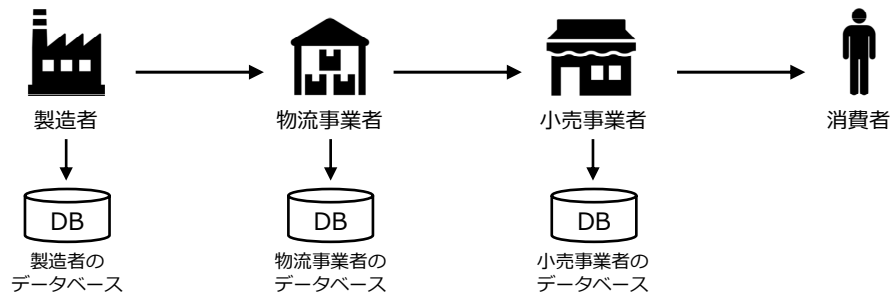 製造者
物流事業者
小売事業者
消費者
DB
DB
DB
製造者の
データベース
物流事業者の
データベース
小売事業者の
データベース